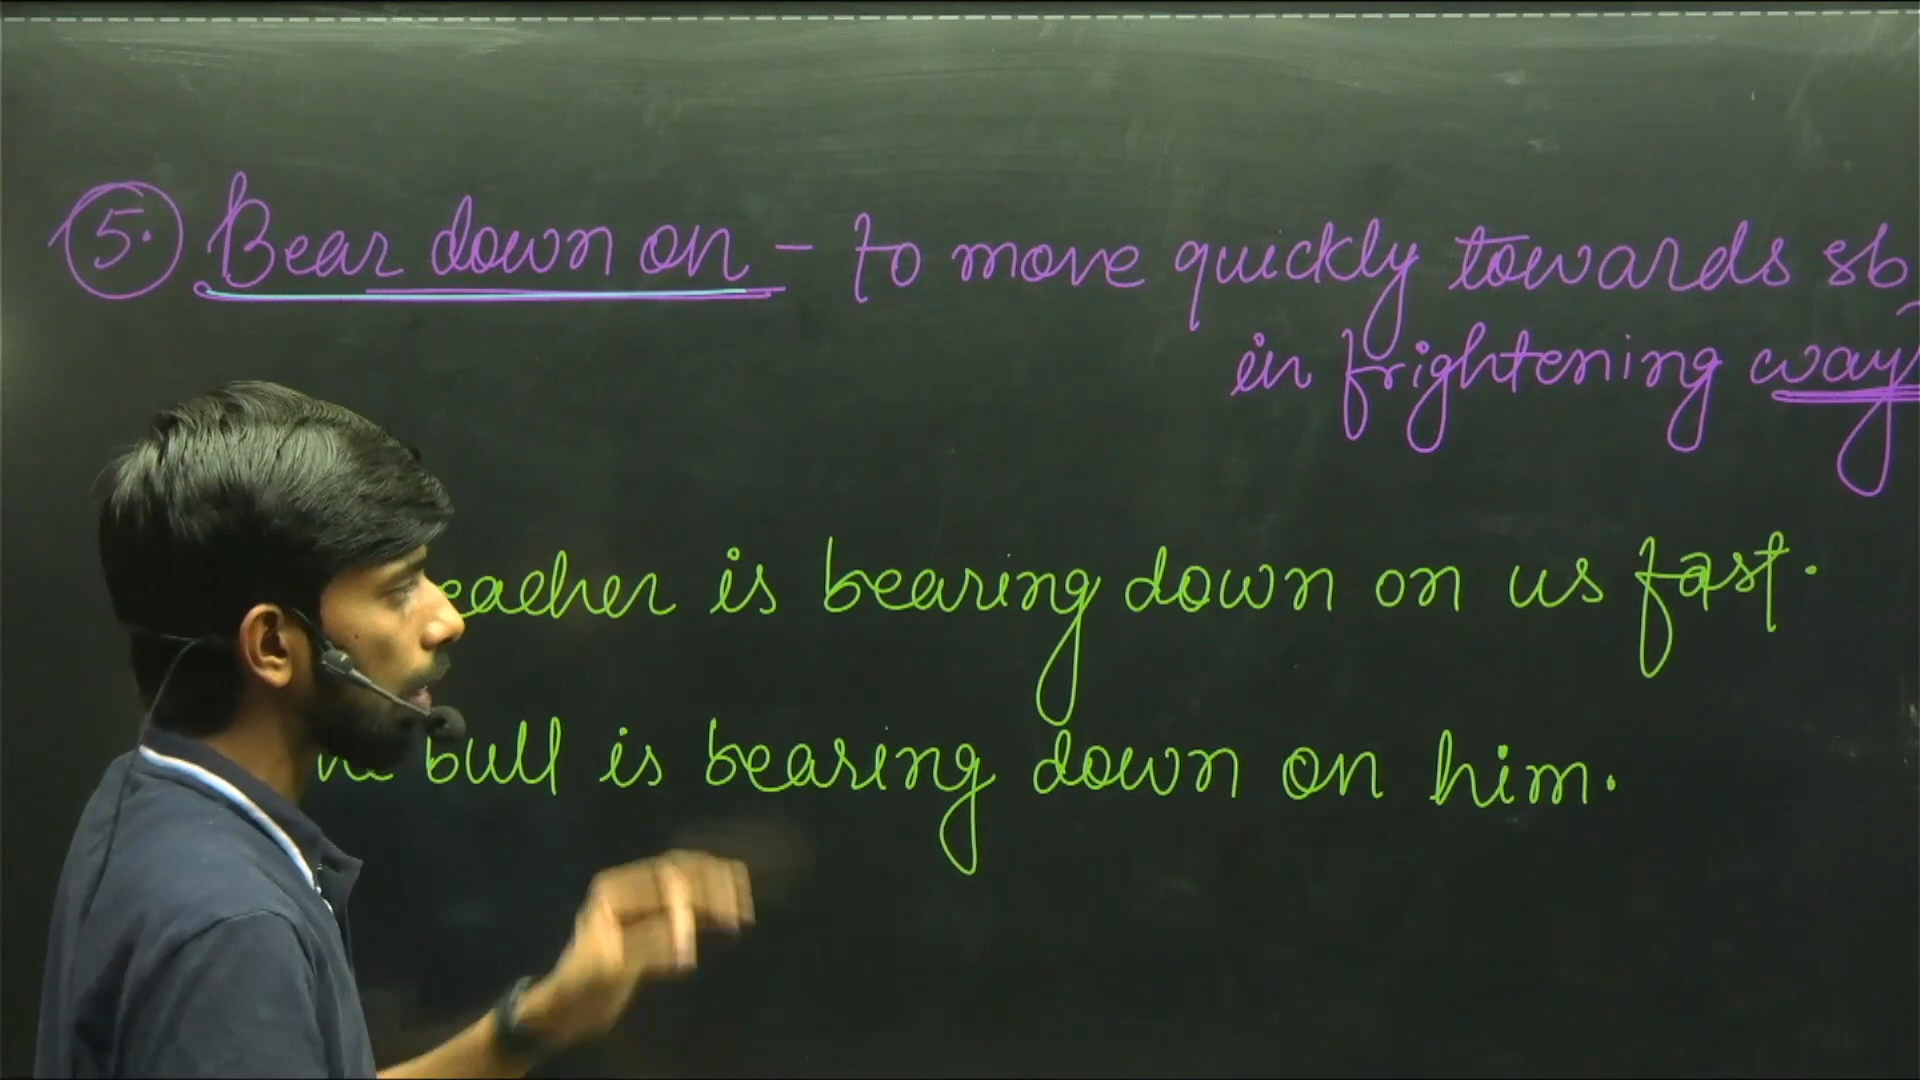 5. Bear down on - to move quickly towards sb
in frightening way
is bearing down on us fast.
bull is bearing down on him.